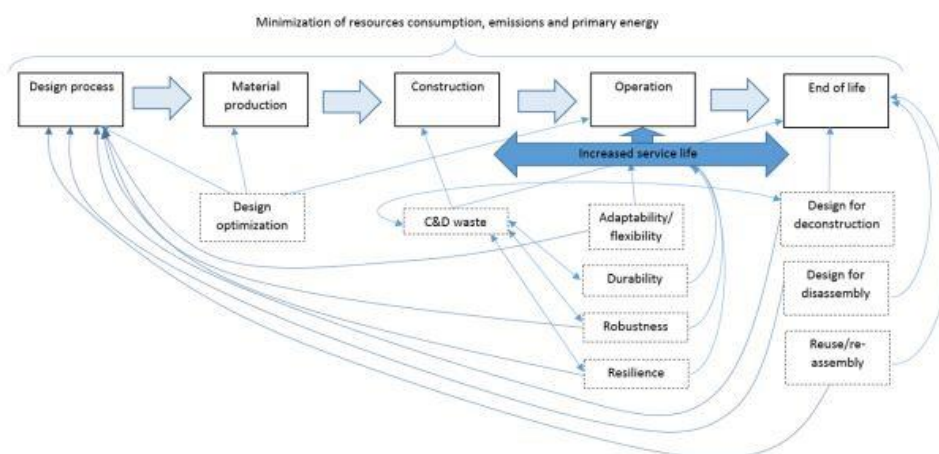 Minimization of resources consumption, emissions and primary energy
Design process
Material
production
Construction
Operation
End of life
Increased service life
Design
optimization
C&D waste
Adaptability/
flexibility
Design for
deconstruction
Durability
Design for
disassembly
Robustness
Reuse/re-
assembly
Resilience